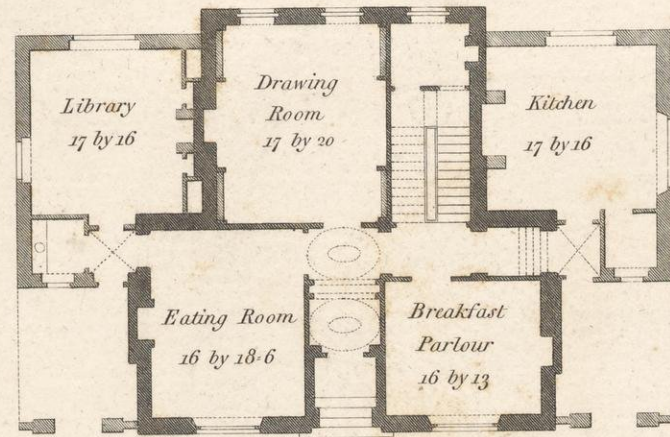 Library
17 by 16
Drawing
Room
17 by 20
Kitchen
17 by 16
Eating Room
16 by 18=6
Breakfast
Parlour
16 by 13